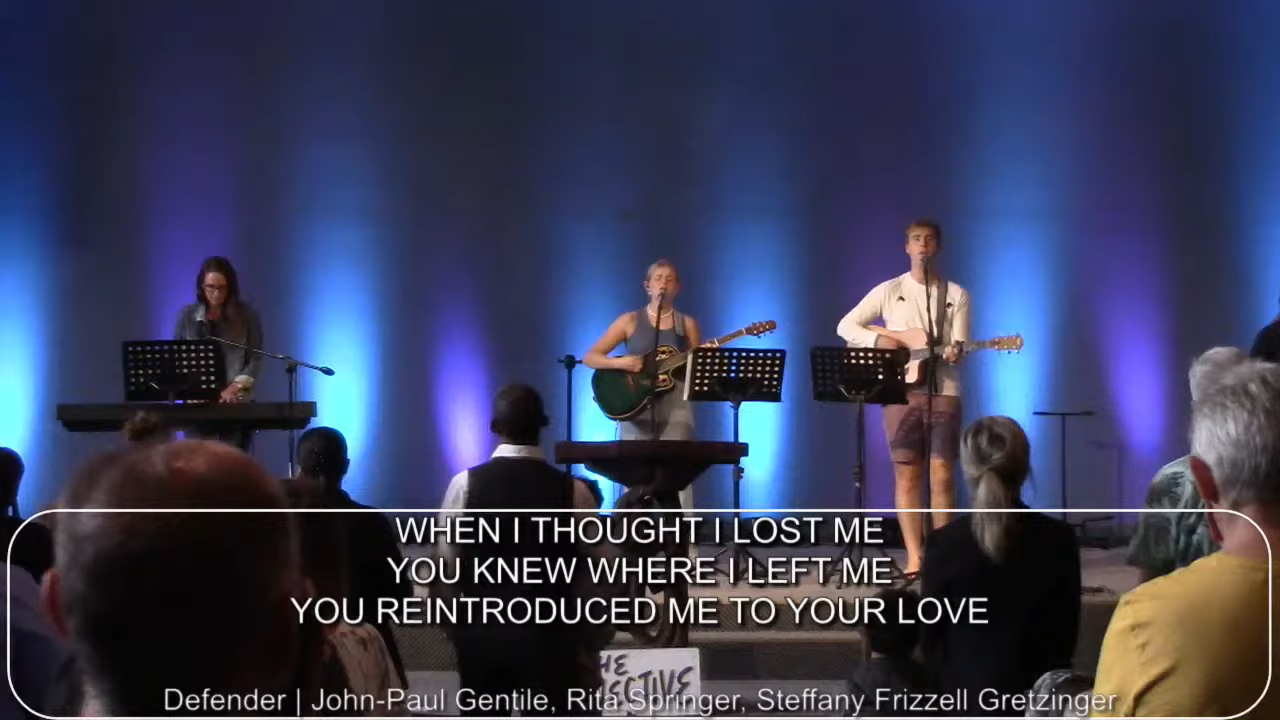 WHEN I THOUGHT I LOST ME
YOU KNEW WHERE I LEFT ME
YOU REINTRODUCED ME TO YOUR LOVE
Defender | John-Paul Gentile, Rita Springer, Steffany Frizzell Gretzinger